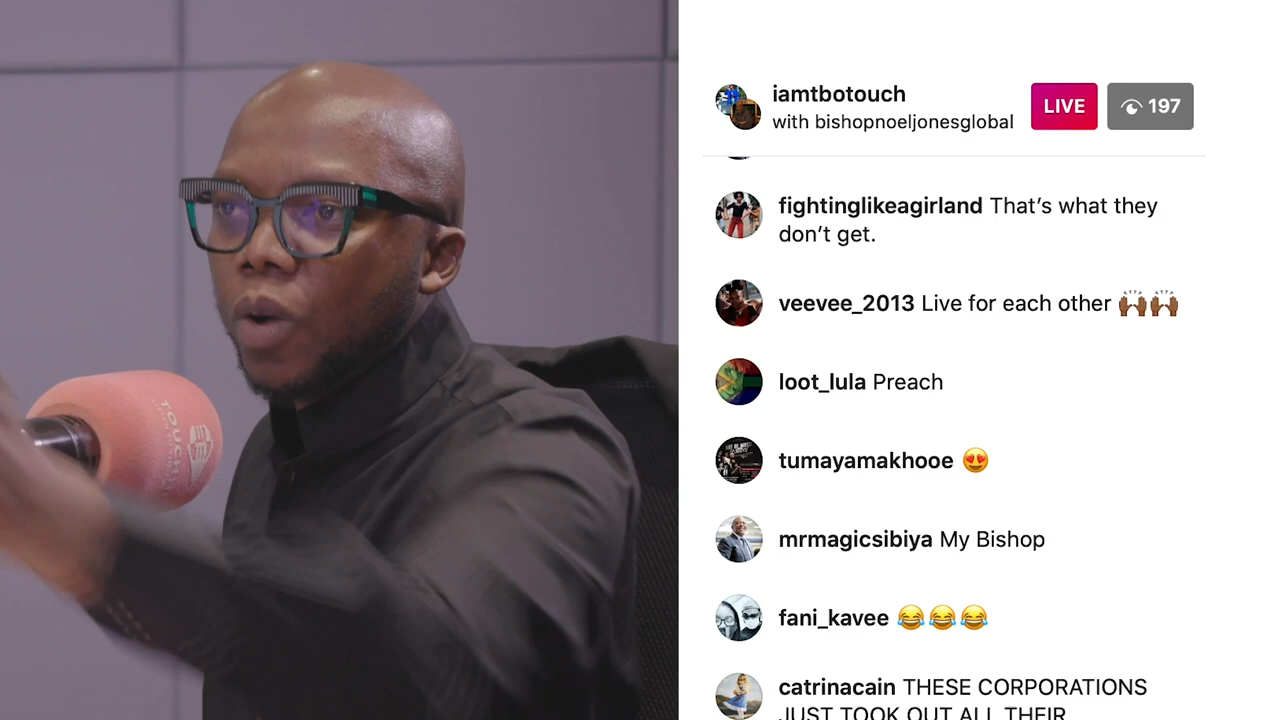 TOUCH
iamtbotouch
with bishopnoeljonesglobal
LIVE
197
fightinglikeagirland That’s what they
don’t get.
veevee_2013 Live for each other 🙌🏾🙌🏾
loot_lula Preach
tumayamakhooe 😍
mrmagicsibiya My Bishop
fani_kavee 😂😂😂
catrinacain THESE CORPORATIONS
JUST TOOK OUT ALL THEIR